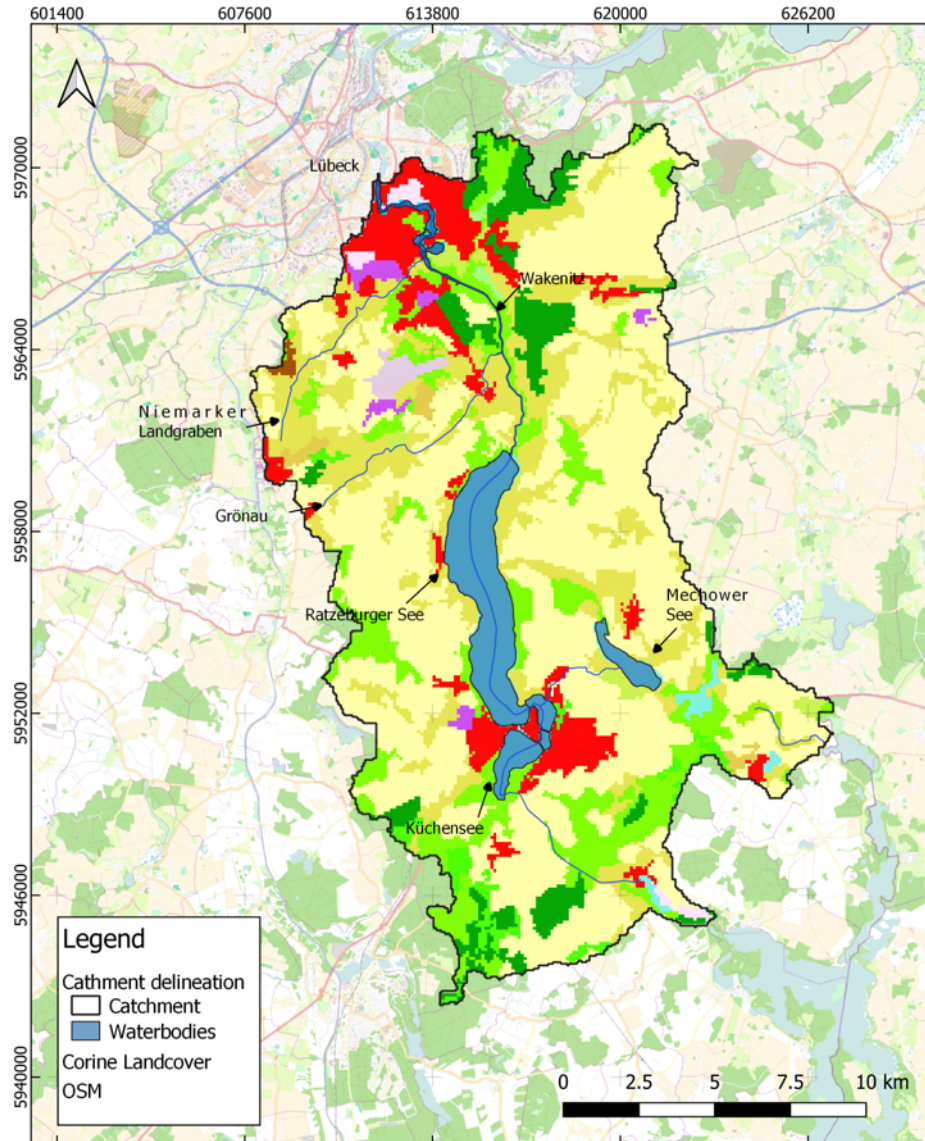 601400 607600 613800 620000 626200
5970000
5964000
5958000
5952000
5946000
5940000
Lübeck
Wakenitz
Niemarker
Landgraben
Grönau
Ratzeburger See
Mechower
See
Küchensee
Legend
Cathment delineation
Catchment
Waterbodies
Corine Landcover
OSM
0 2.5 5 7.5 10 km